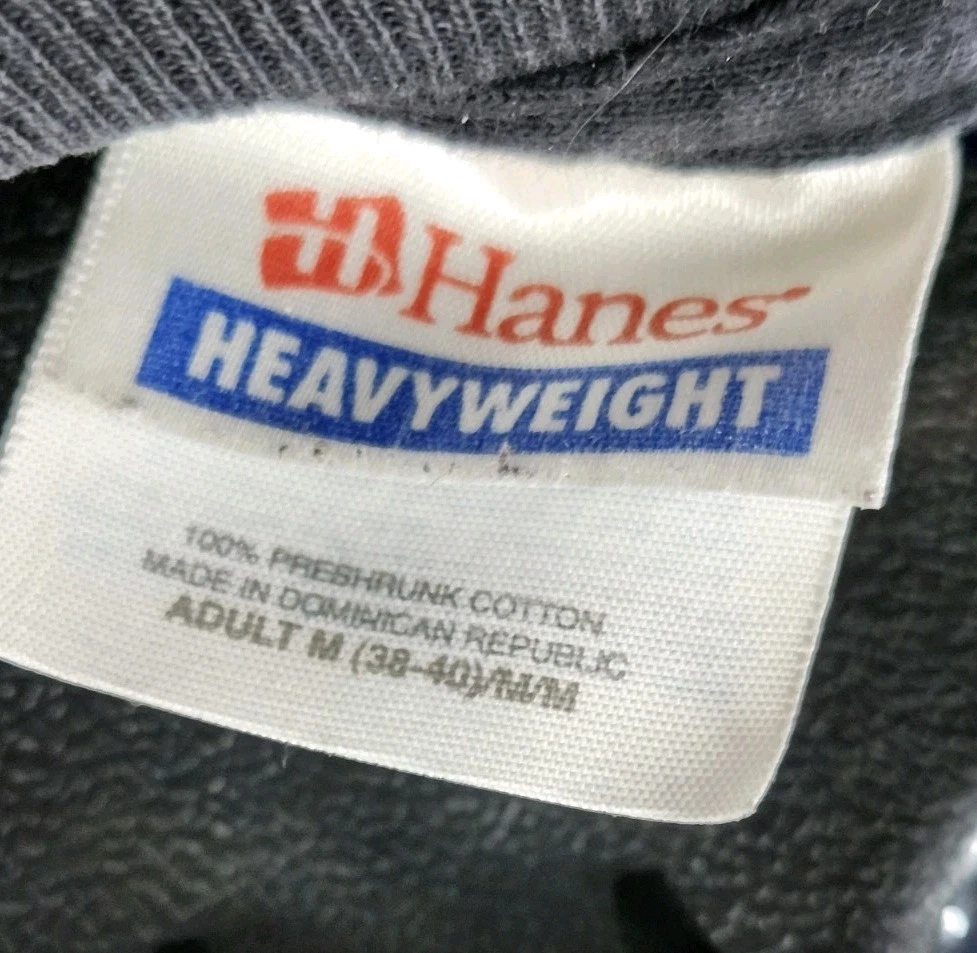 Hanes
HEAVYWEIGHT
100% PRESHRUNK COTTON
MADE IN DOMINICAN REPUBLIC
ADULT M (38-40)/M/M